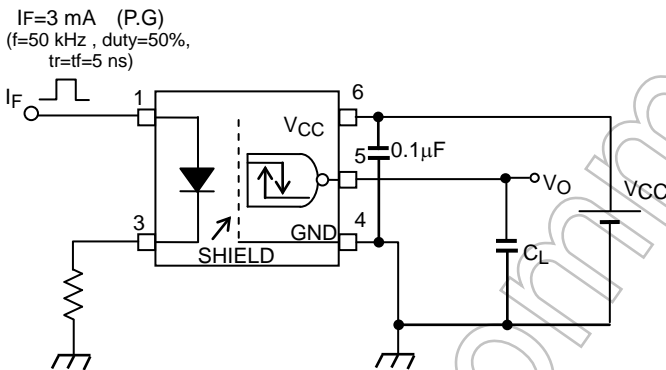 IF=3 mA (P.G)
(f=50 kHz , duty=50%,
tr=tf=5 ns)
IF
1
6
VCC
5
0.1μF
VO
VCC
3
GND
4
SHIELD
CL